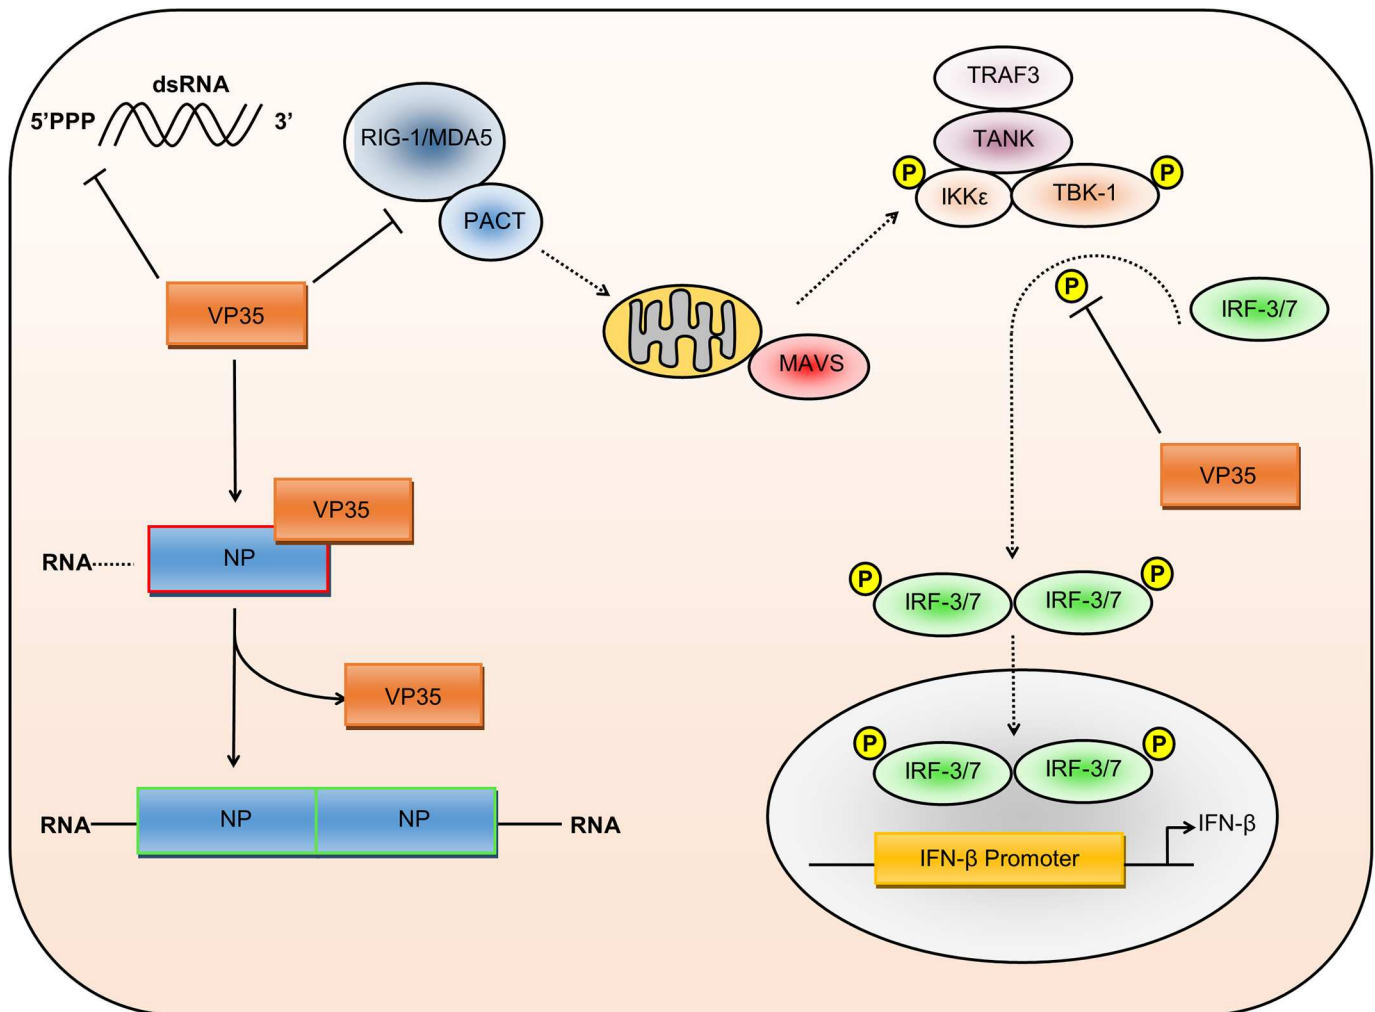 dsRNA
5'PPP
3'
RIG-1/MDA5
PACT
TRAF3
TANK
P
IKKε
TBK-1
P
VP35
MAVS
P
IRF-3/7
VP35
VP35
RNA
NP
P
IRF-3/7
IRF-3/7
P
VP35
P
IRF-3/7
IRF-3/7
P
RNA
NP
NP
RNA
IFN-β Promoter
IFN-β